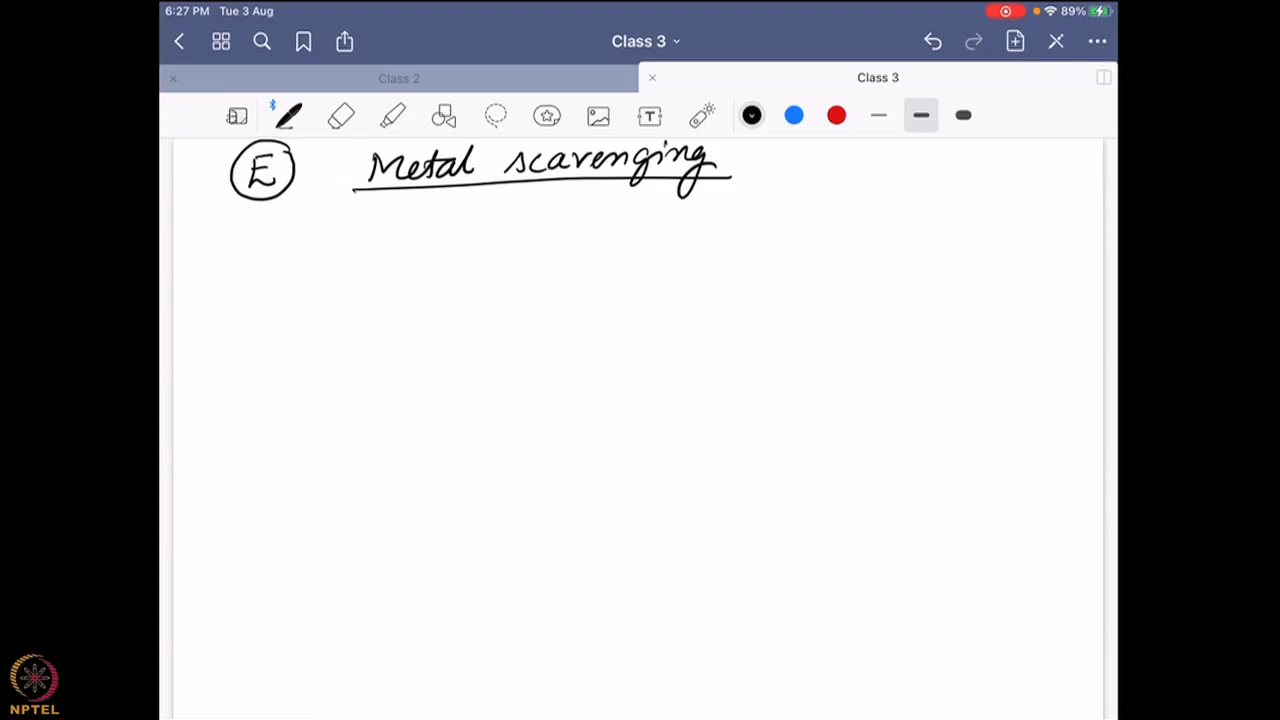 6:27 PM Tue 3 Aug 89%
Class 3
Class 2 Class 3
T
E Metal scavenging
NPTEL